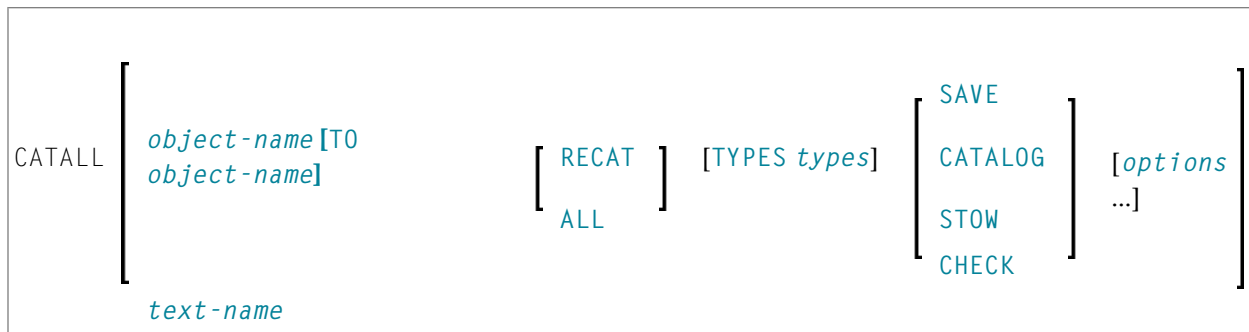 SAVE
CATALL object-name [TO RECAT [TYPES types] CATALOG [options
object-name] ...]
ALL STOW
CHECK
text-name